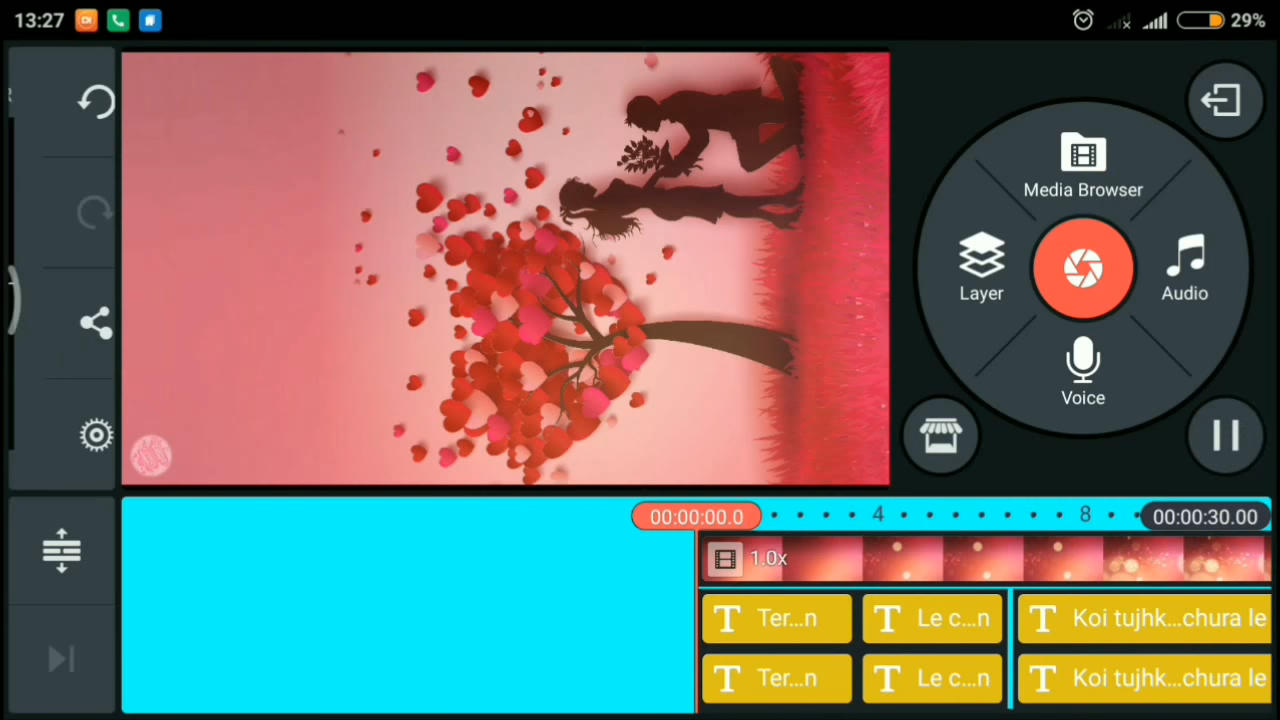 13:27
29%
Media Browser
Layer
Audio
Voice
00:00:00.0
4
8
00:00:30.00
1.0x
T Ter...n
T Le c...n
T Koi tujhk...chura le
T Ter...n
T Le c...n
T Koi tujhk...chura le